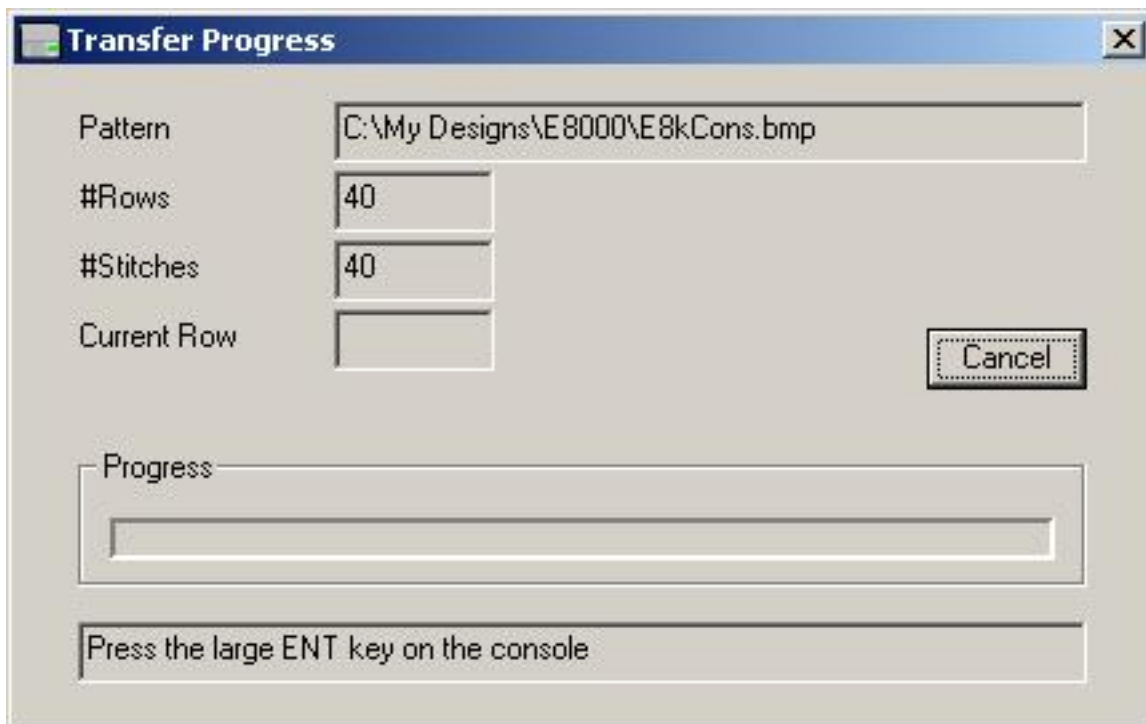 Transfer Progress
Pattern C:\My Designs\E8000\E8kCons.bmp
#Rows 40
#Stitches 40
Current Row
Cancel
Progress
Press the large ENT key on the console